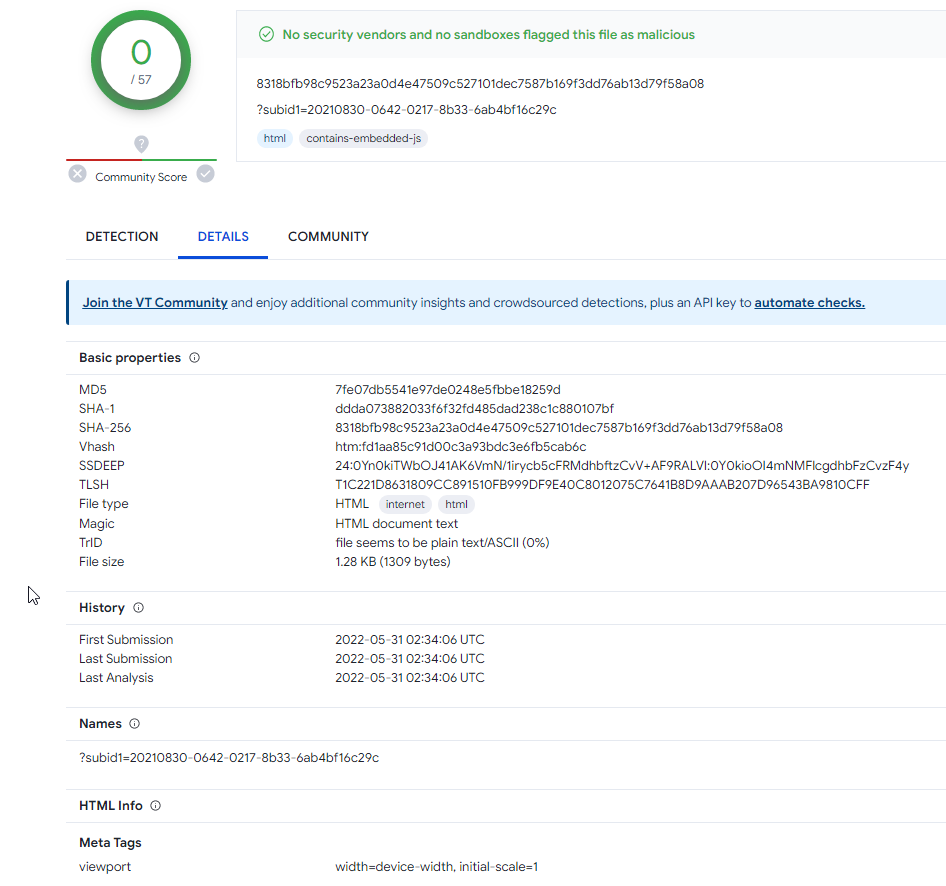 0
/ 57
?
Community Score
No security vendors and no sandboxes flagged this file as malicious
8318bfb98c9523a23a0d4e47509c527101dec7587b169f3dd76ab13d79f58a08
?subid1=20210830-0642-0217-8b33-6ab4bf16c29c
html contains-embedded-js
DETECTION DETAILS COMMUNITY
Join the VT Community and enjoy additional community insights and crowdsourced detections, plus an API key to automate checks.
Basic properties
MD5 7fe07db5541e97de0248e5fbbe18259d
SHA-1 ddda073882033f6f32fd485dad238c1c880107bf
SHA-256 8318bfb98c9523a23a0d4e47509c527101dec7587b169f3dd76ab13d79f58a08
Vhash htm:fd1aa85c91d00c3a93bdc3e6fb5cab6c
SSDEEP 24:0Yn0kiTWbOJ41AK6VmN/1irycb5cFRMdhbftzCvV+AF9RALVI:0Y0kioOI4mNMFlcgdhbFzCvzF4y
TLSH T1C221D8631809CC891510FB999DF9E40C8012075C7641B8D9AAAB207D96543BA9810CFF
File type HTML internet html
Magic HTML document text
TrID file seems to be plain text/ASCII (0%)
File size 1.28 KB (1309 bytes)
History
First Submission 2022-05-31 02:34:06 UTC
Last Submission 2022-05-31 02:34:06 UTC
Last Analysis 2022-05-31 02:34:06 UTC
Names
?subid1=20210830-0642-0217-8b33-6ab4bf16c29c
HTML Info
Meta Tags
viewport width=device-width, initial-scale=1